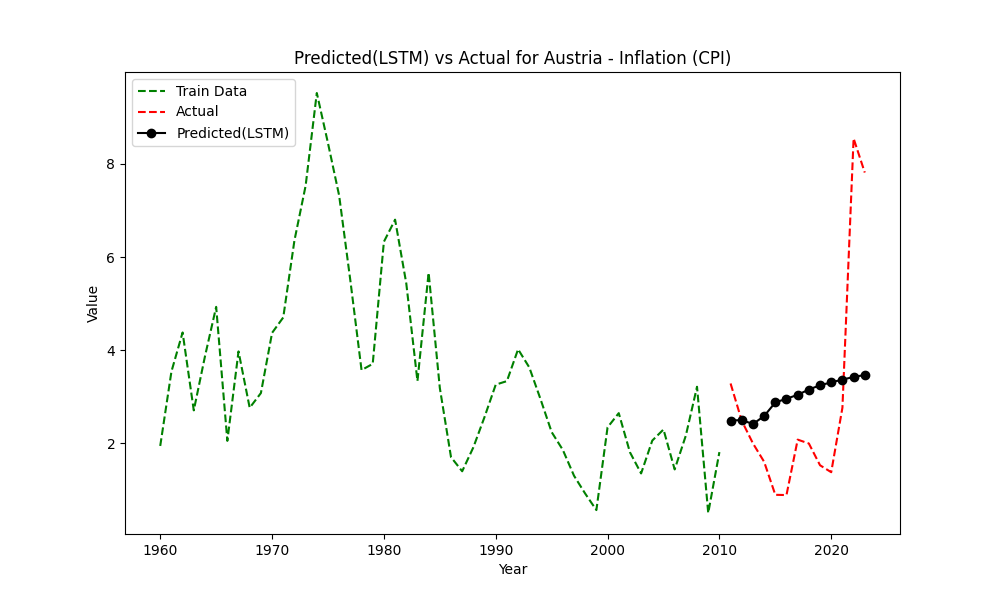 Predicted(LSTM) vs Actual for Austria - Inflation (CPI)
Train Data
Actual
Predicted(LSTM)
8
6
4
2
Value
1960 1970 1980 1990 2000 2010 2020
Year